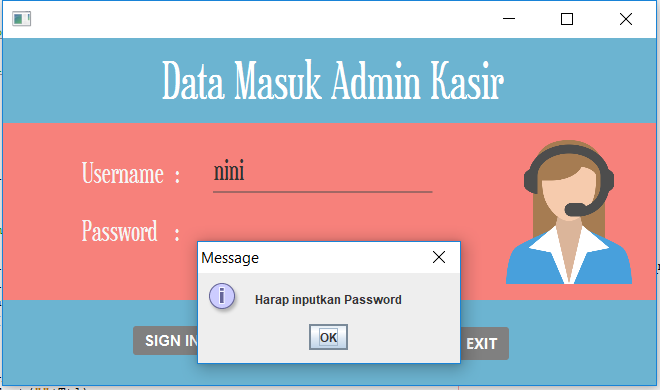 Data Masuk Admin Kasir
Username :
nini
Password :
Message
Harap inputkan Password
OK
SIGN IN
EXIT